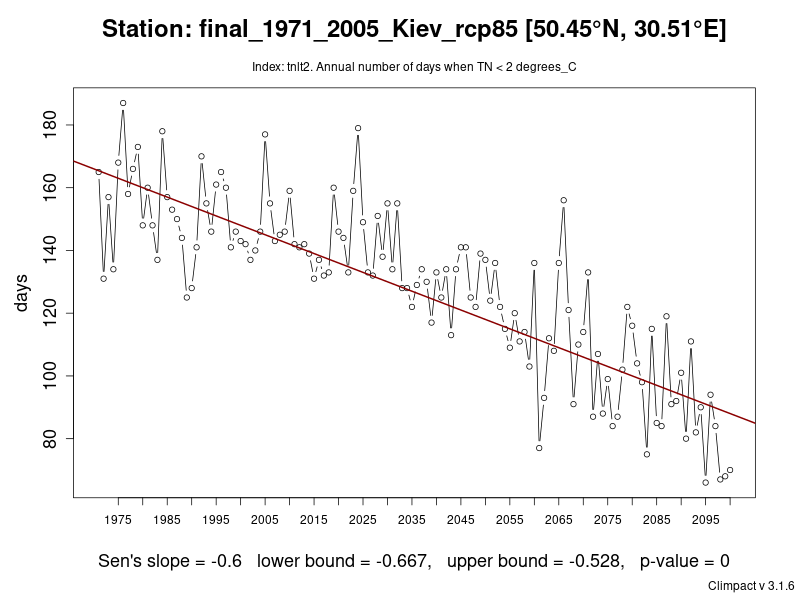 Station: final_1971_2005_Kiev_rcp85 [50.45°N, 30.51°E]
Index: tnlt2. Annual number of days when TN < 2 degrees_C
180
160
140
120
100
80
days
1975 1985 1995 2005 2015 2025 2035 2045 2055 2065 2075 2085 2095
Sen's slope = -0.6 lower bound = -0.667, upper bound = -0.528, p-value = 0
Climpact v 3.1.6